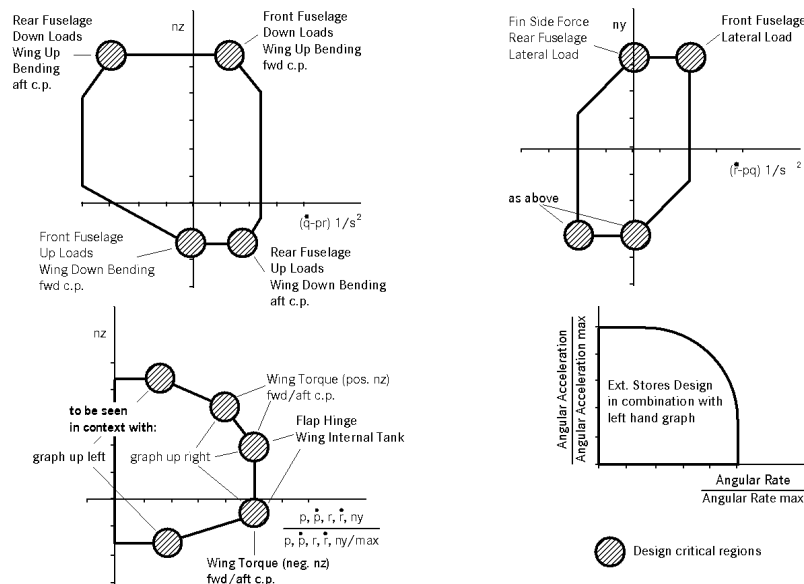 nz
Rear Fuselage
Down Loads
Wing Up
Bending
aft c.p.
Front Fuselage
Down Loads
Wing Up Bending
fwd c.p.
(q̇-pr) 1/s²
Front Fuselage
Up Loads
Wing Down Bending
fwd c.p.
Rear Fuselage
Up Loads
Wing Down Bending
aft c.p.
ny
Fin Side Force
Rear Fuselage
Lateral Load
Front Fuselage
Lateral Load
(ṙ-pq) 1/s ²
as above
nz
Wing Torque (pos. nz)
fwd/aft c.p.
to be seen
in context with:
Flap Hinge
Wing Internal Tank
graph up left
graph up right
p, ṗ, r, ṙ, ny
p, ṗ, r, ṙ, ny/max
Wing Torque (neg. nz)
fwd/aft c.p.
Angular Acceleration
Angular Acceleration max
Ext. Stores Design
in combination with
left hand graph
Angular Rate
Angular Rate max
Design critical regions